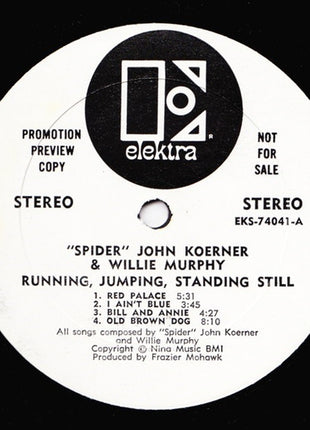 elektra ®
PROMOTION
PREVIEW
COPY
NOT
FOR
SALE
STEREO
STEREO
EKS-74041-A
"SPIDER" JOHN KOERNER
& WILLIE MURPHY
RUNNING, JUMPING, STANDING STILL
1. RED PALACE 5:31
2. I AIN'T BLUE 3:45
3. BILL AND ANNIE 4:27
4. OLD BROWN DOG 8:10
All songs composed by "Spider" John Koerner
and Willie Murphy
Copyright © Nina Music BMI
Produced by Frazier Mohawk